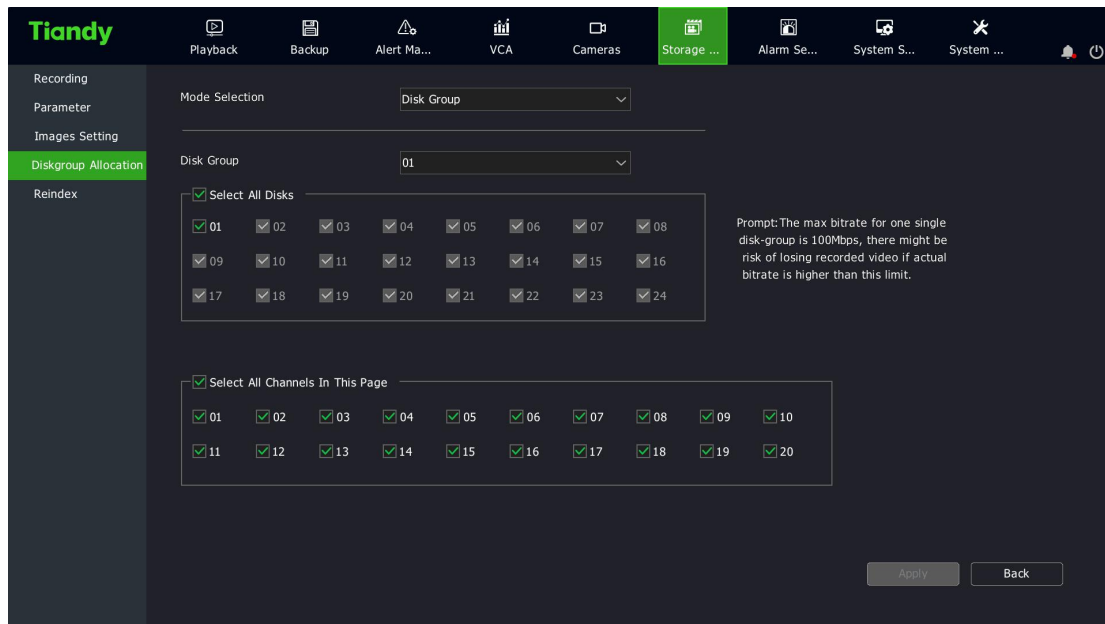 Tiandy
Playback Backup Alert Ma... VCA Cameras Storage ... Alarm Se... System S... System ...
Recording
Parameter
Images Setting
Diskgroup Allocation
Reindex
Mode Selection Disk Group
Disk Group 01
Select All Disks
01 02 03 04 05 06 07 08
09 10 11 12 13 14 15 16
17 18 19 20 21 22 23 24
Prompt:The max bitrate for one single
disk-group is 100Mbps, there might be
risk of losing recorded video if actual
bitrate is higher than this limit.
Select All Channels In This Page
01 02 03 04 05 06 07 08 09 10
11 12 13 14 15 16 17 18 19 20
Apply Back